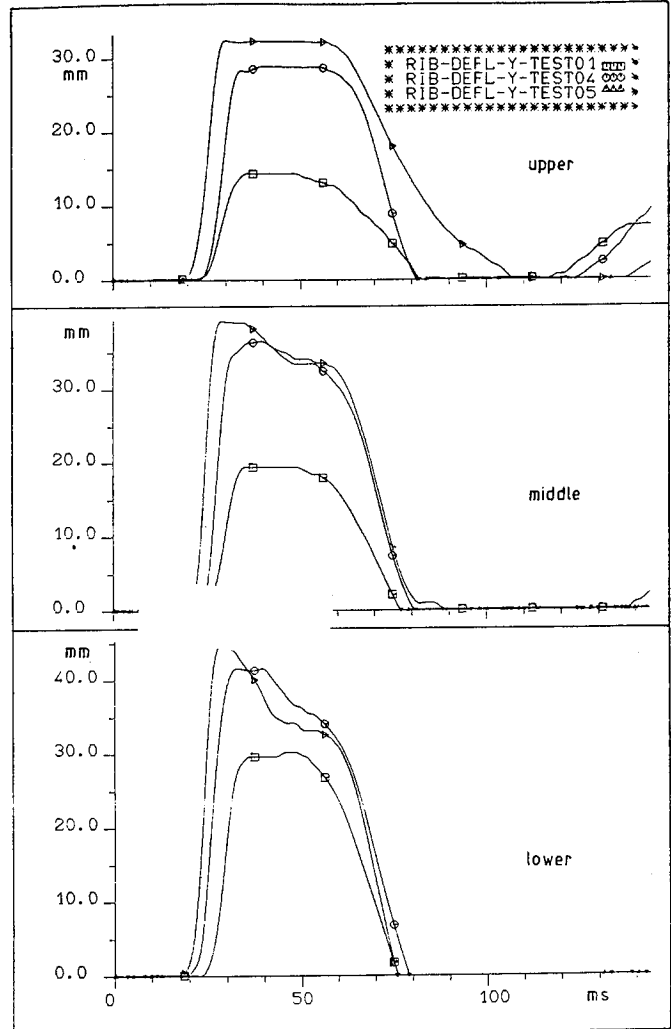 30.0
mm
20.0
10.0
0.0
* * * * * * * * * * * * * * * * * * * *
* RIB-DEFL-Y-TEST01 *
* RIB-DEFL-Y-TEST04 *
* RIB-DEFL-Y-TEST05 *
* * * * * * * * * * * * * * * * * * * *
upper
mm
30.0
20.0
10.0
0.0
middle
mm
40.0
30.0
20.0
10.0
0.0
lower
0
50
100
ms